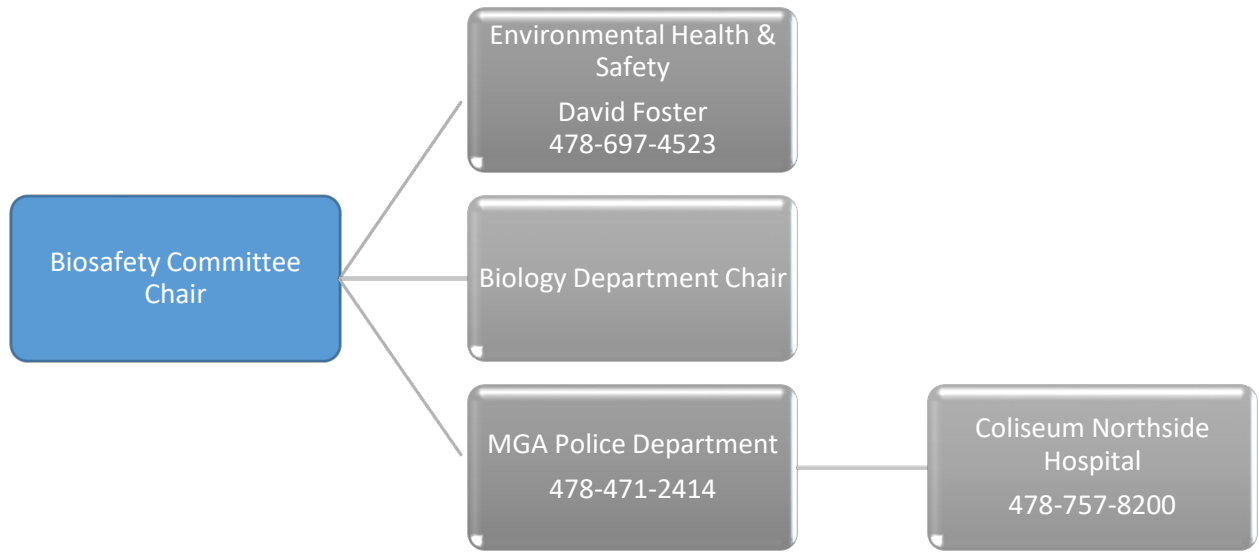 Environmental Health &
Safety
David Foster
478-697-4523
Biosafety Committee
Chair
Biology Department Chair
MGA Police Department
478-471-2414
Coliseum Northside
Hospital
478-757-8200